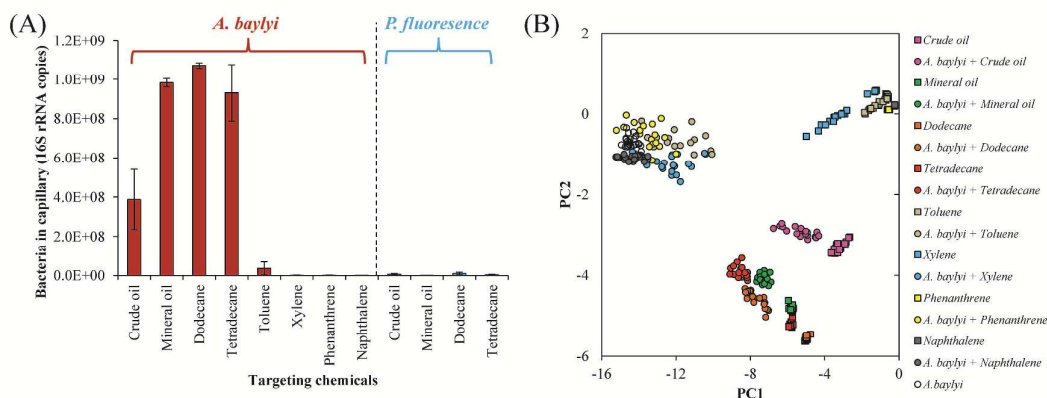 (A)
A. baylyi
P. fluoresence
Bacteria in capillary (16S rRNA copies)
1.2E+09
1.0E+09
8.0E+08
6.0E+08
4.0E+08
2.0E+08
0.0E+00
Crude oil
Mineral oil
Dodecane
Tetradecane
Toluene
Xylene
Phenanthrene
Naphthalene
Crude oil
Mineral oil
Dodecane
Tetradecane
Targeting chemicals
(B)
PC2
2
0
-2
-4
-6
-16
-12
-8
-4
0
PC1
Crude oil
A. baylyi + Crude oil
Mineral oil
A. baylyi + Mineral oil
Dodecane
A. baylyi + Dodecane
Tetradecane
A. baylyi + Tetradecane
Toluene
A. baylyi + Toluene
Xylene
A. baylyi + Xylene
Phenanthrene
A. baylyi + Phenanthrene
Naphthalene
A. baylyi + Naphthalene
A.baylyi